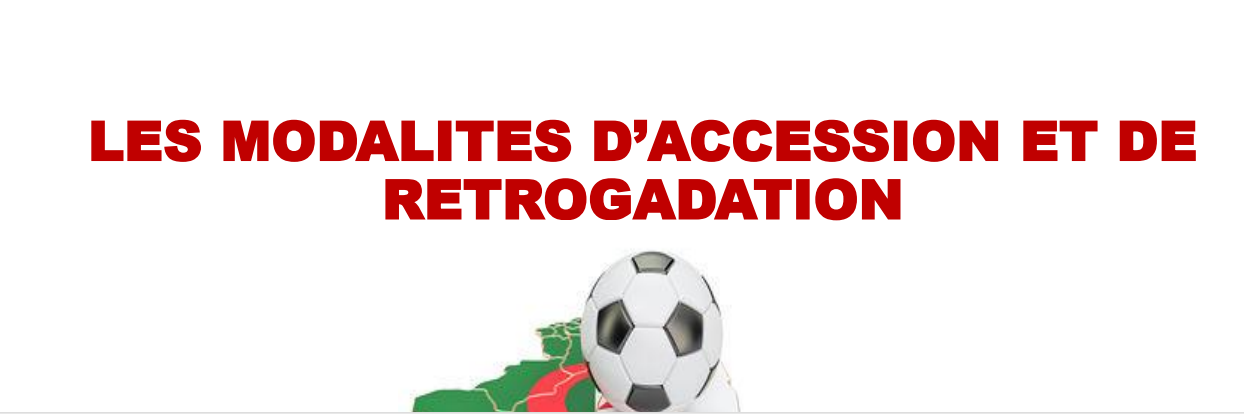 LES MODALITES D’ACCESSION ET DE
RETROGADATION